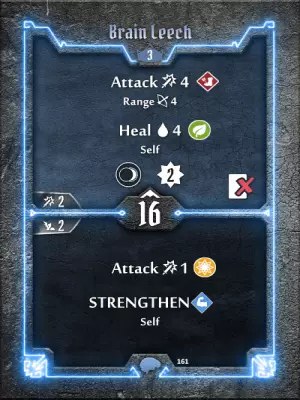 Brain Leech
3
Attack 4
Range 4
Heal 4
Self
2
2
16
2
Attack 1
STRENGTHEN
Self
161